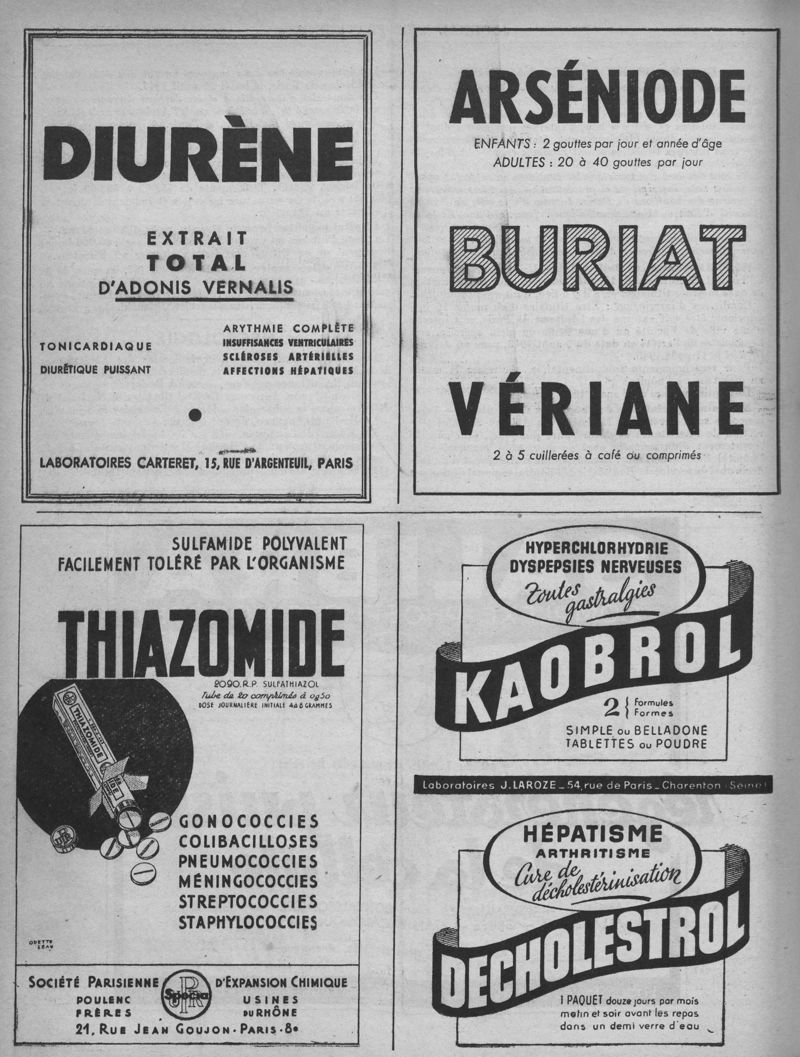 DIURÈNE
EXTRAIT
TOTAL
D'ADONIS VERNALIS
TONICARDIAQUE
DIURÉTIQUE PUISSANT
ARYTHMIE COMPLÈTE
INSUFFISANCES VENTRICULAIRES
SCLÉROSES ARTÉRIELLES
AFFECTIONS HÉPATIQUES
LABORATOIRES CARTERET, 15, RUE D'ARGENTEUIL, PARIS
ARSÉNIODE
ENFANTS : 2 gouttes par jour et année d'âge
ADULTES : 20 à 40 gouttes par jour
BURIAT
VÉRIANE
2 à 5 cuillerées à café ou comprimés
SULFAMIDE POLYVALENT
FACILEMENT TOLÉRÉ PAR L'ORGANISME
THIAZOMIDE
2090. R.P. SULFATHIAZOL
Tube de 20 comprimés à 0g50
DOSE JOURNALIÈRE INITIALE 4 à 6 GRAMMES
THIAZOMIDE
GONOCOCCIES
COLIBACILLOSES
PNEUMOCOCCIES
MÉNINGOCOCCIES
STREPTOCOCCIES
STAPHYLOCOCCIES
ODETTE
LEAU
SOCIÉTÉ PARISIENNE D'EXPANSION CHIMIQUE
Specia
POULENC FRÈRES USINES DU RHÔNE
21, RUE JEAN GOUJON · PARIS · 8e
HYPERCHLORHYDRIE
DYSPEPSIES NERVEUSES
Toutes
gastralgies
KAOBROL
2 { Formules
Formes
SIMPLE ou BELLADONÉ
TABLETTES ou POUDRE
Laboratoires J. LAROZE _ 54, rue de Paris _ Charenton (Seine)
HÉPATISME
ARTHRITISME
Cure de
décholestérinisation
DECHOLESTROL
1 PAQUET douze jours par mois
matin et soir avant les repas
dans un demi verre d'eau